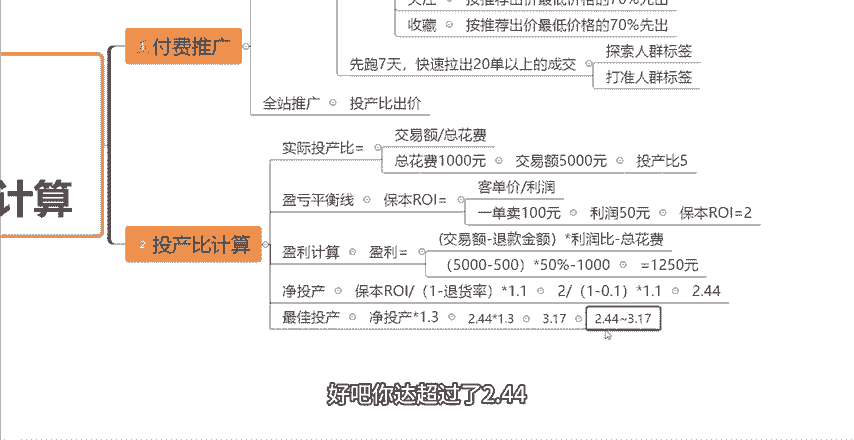 关注 按推荐出价最低价格的70%先出
收藏 按推荐出价最低价格的70%先出
1 付费推广
先跑7天，快速拉出20单以上的成交
探索人群标签
打准人群标签
全站推广 投产比出价
计算
2 投产比计算
实际投产比=
交易额/总花费
总花费1000元 交易额5000元 投产比5
盈亏平衡线 保本ROI=
客单价/利润
一单卖100元 利润50元 保本ROI=2
盈利计算 盈利=
(交易额-退款金额）*利润比-总花费
（5000-500）*50%-1000 =1250元
净投产 保本ROI/（1-退货率）*1.1 2/（1-0.1）*1.1 2.44
最佳投产 净投产*1.3 2.44*1.3 3.17 2.44~3.17
好吧你达超过了2.44